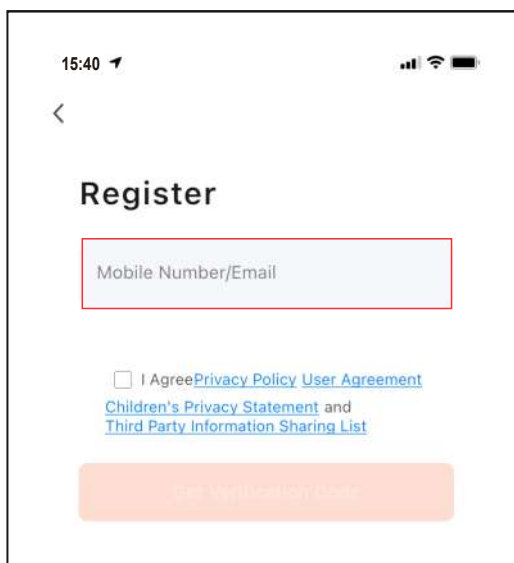 15:40
Register
Mobile Number/Email
I AgreePrivacy Policy User Agreement
Children's Privacy Statement and
Third Party Information Sharing List
Get Verification Code